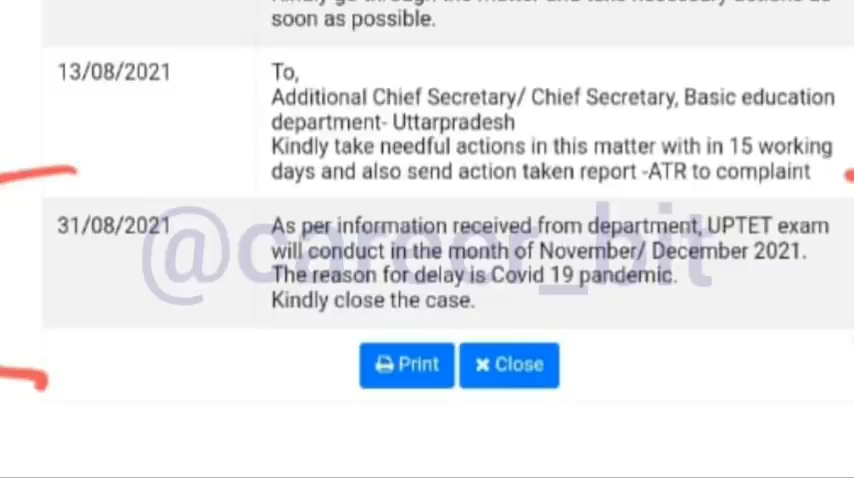 soon as possible.
13/08/2021
To,
Additional Chief Secretary/ Chief Secretary, Basic education
department- Uttarpradesh
Kindly take needful actions in this matter with in 15 working
days and also send action taken report -ATR to complaint
31/08/2021
As per information received from department, UPTET exam
will conduct in the month of November/ December 2021.
The reason for delay is Covid 19 pandemic.
Kindly close the case.
@career_bit
Print
Close